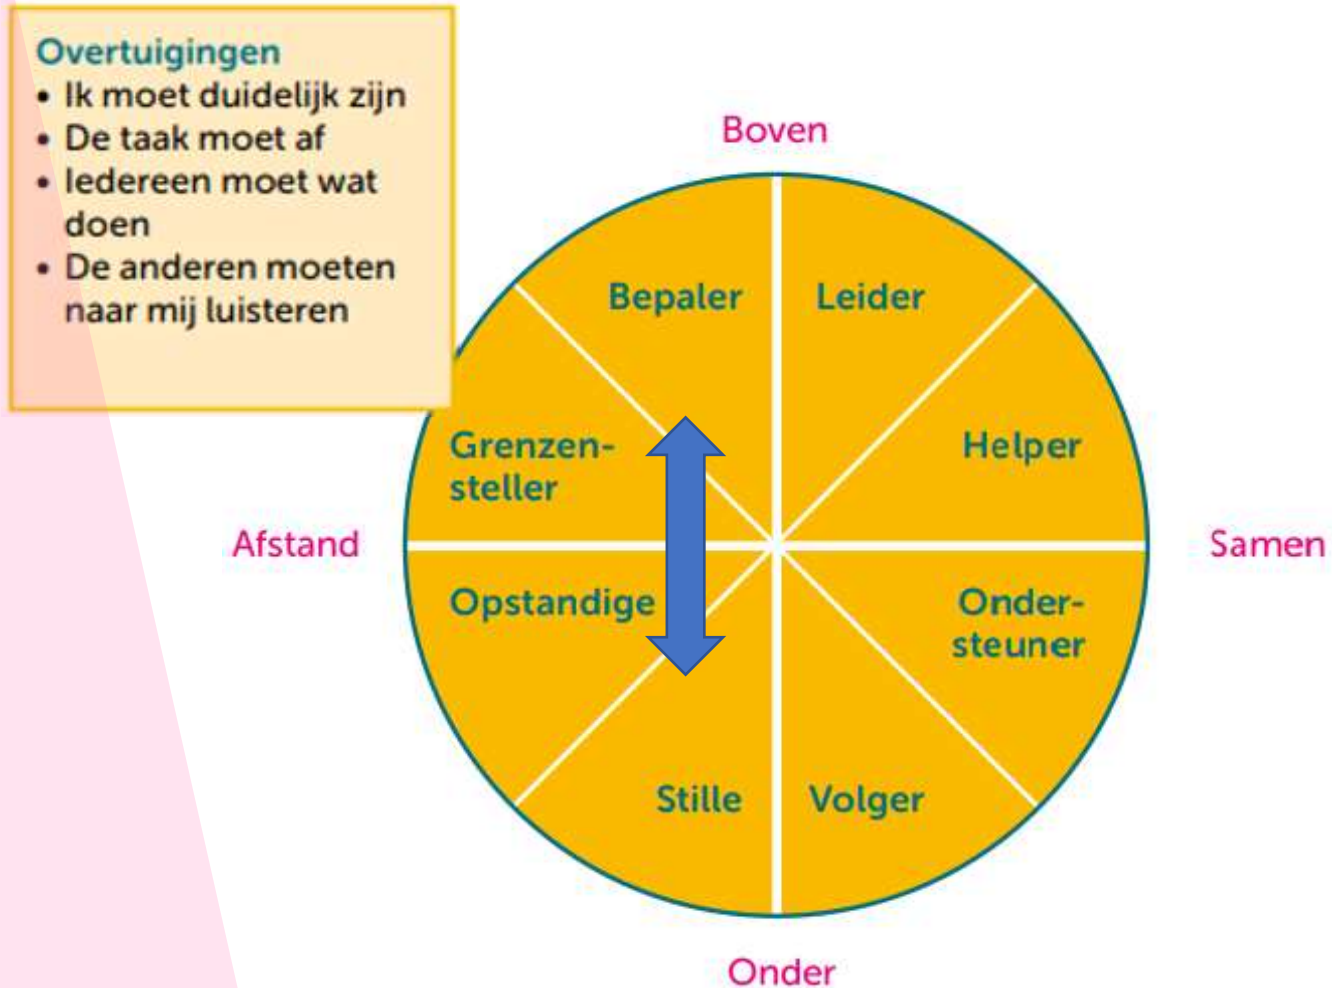 Overtuigingen
• Ik moet duidelijk zijn
• De taak moet af
• Iedereen moet wat
doen
• De anderen moeten
naar mij luisteren
Boven
Bepaler
Leider
Grenzen-
steller
Helper
Afstand
Samen
Opstandige
Onder-
steuner
Stille
Volger
Onder